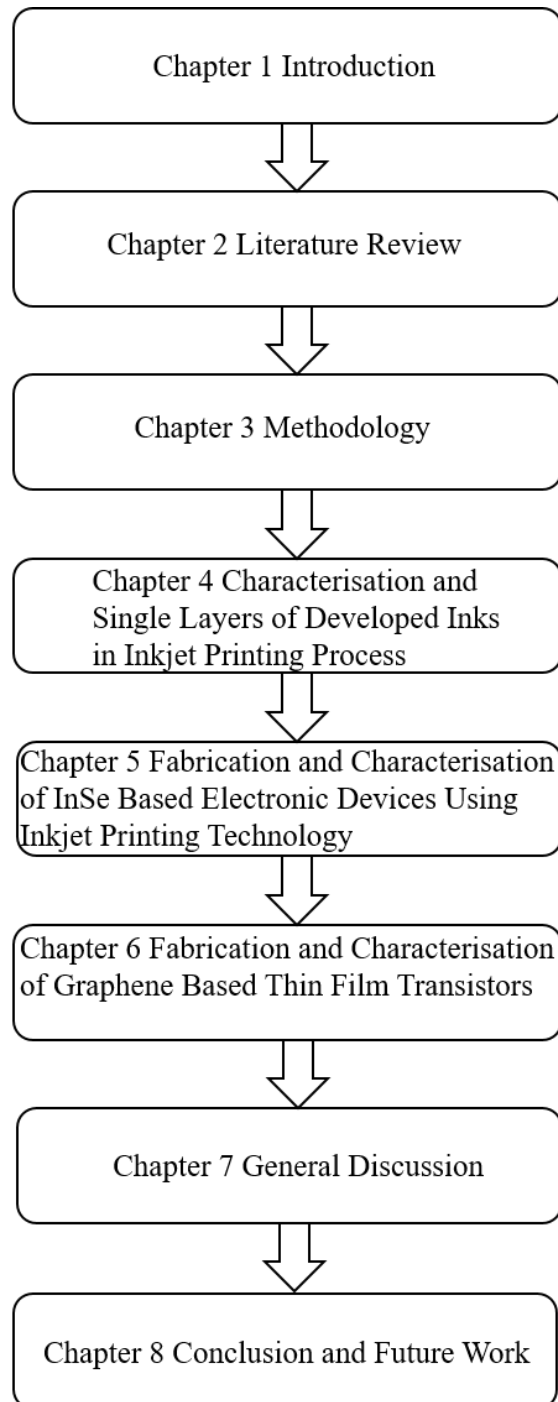 Chapter 1 Introduction
Chapter 2 Literature Review
Chapter 3 Methodology
Chapter 4 Characterisation and
Single Layers of Developed Inks
in Inkjet Printing Process
Chapter 5 Fabrication and Characterisation
of InSe Based Electronic Devices Using
Inkjet Printing Technology
Chapter 6 Fabrication and Characterisation
of Graphene Based Thin Film Transistors
Chapter 7 General Discussion
Chapter 8 Conclusion and Future Work